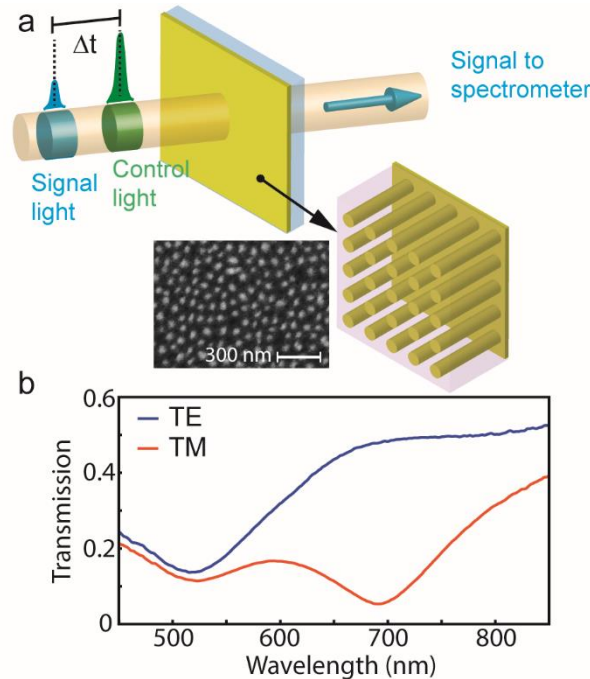 a
Δt
Signal to
spectrometer
Signal
light
Control
light
300 nm
b
0.6
0.4
0.2
0
TE
TM
Transmission
500
600
700
800
Wavelength (nm)